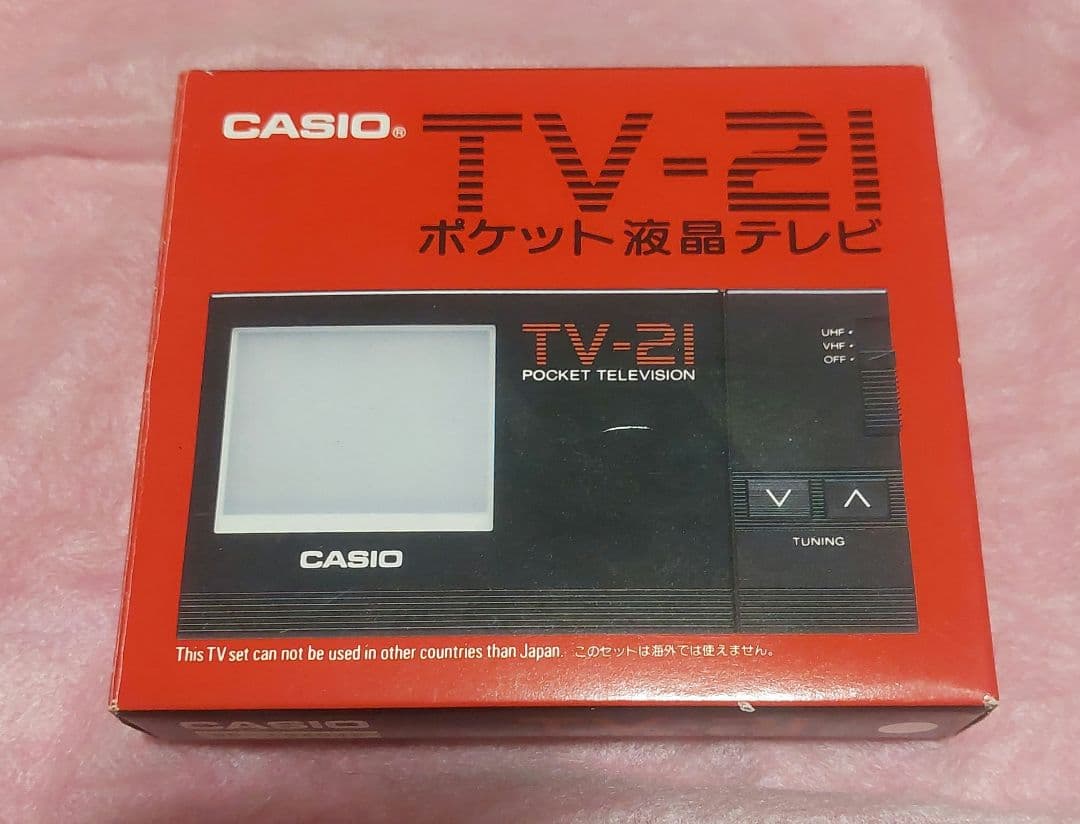 CASIO® TV-21
ポケット液晶テレビ
TV-21
POCKET TELEVISION
UHF
VHF
OFF
TUNING
CASIO
This TV set can not be used in other countries than Japan. このセットは海外では使えません。
CASIO